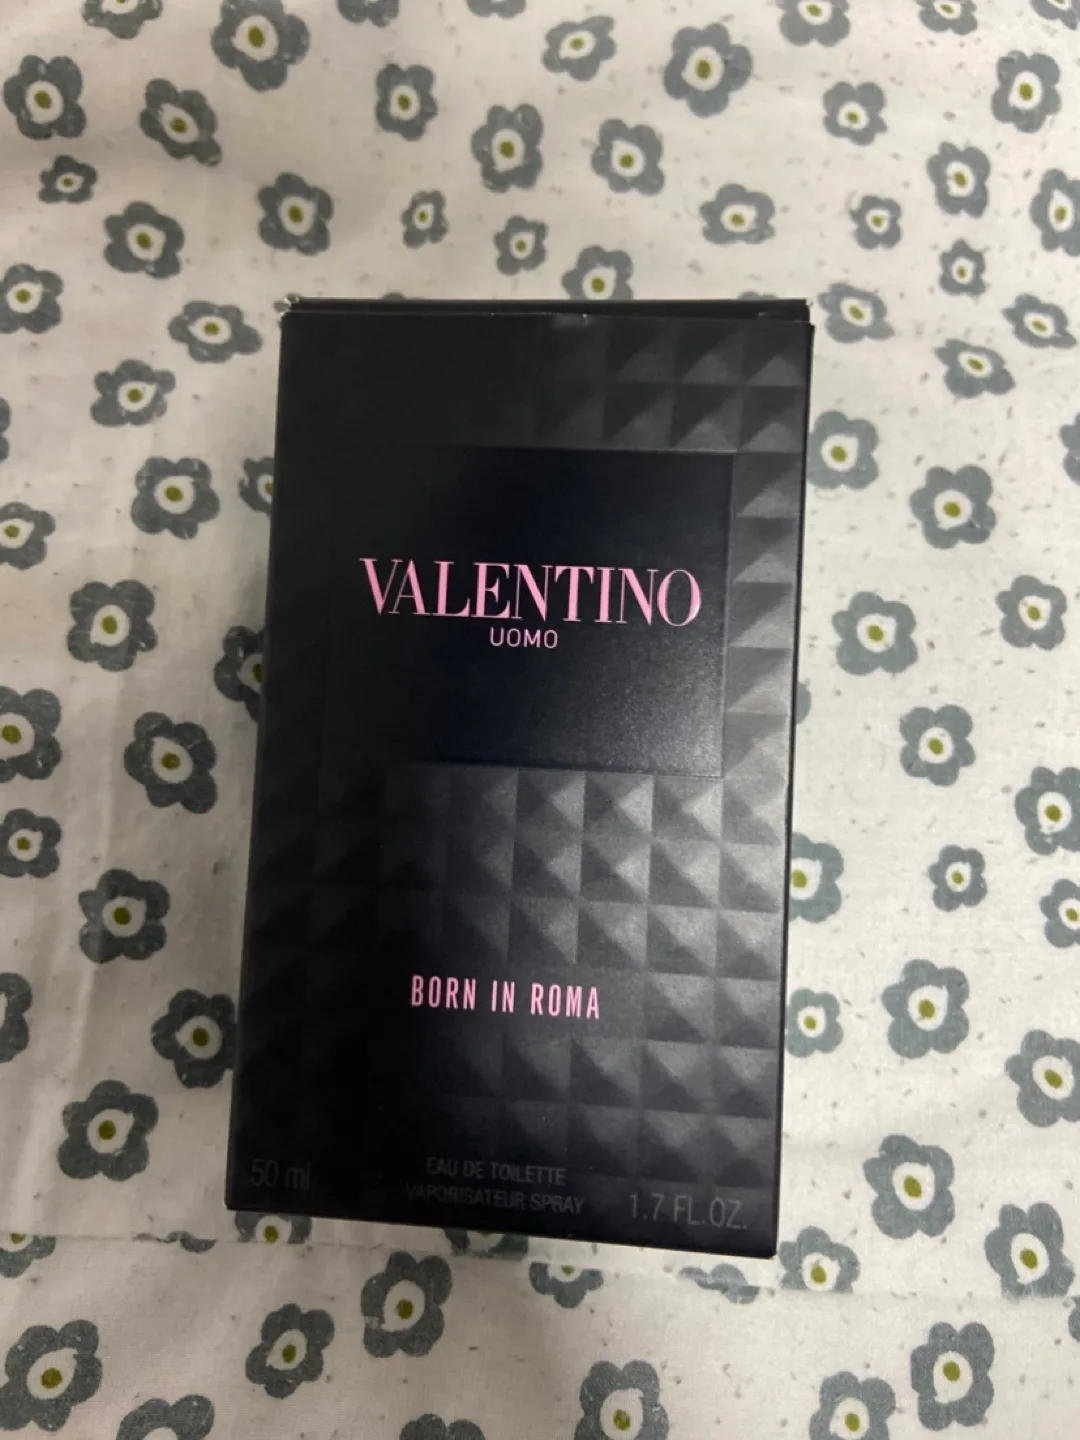 VALENTINO
UOMO
BORN IN ROMA
50 ml
EAU DE TOILETTE
VAPORISATEUR SPRAY
1.7 FL.OZ.